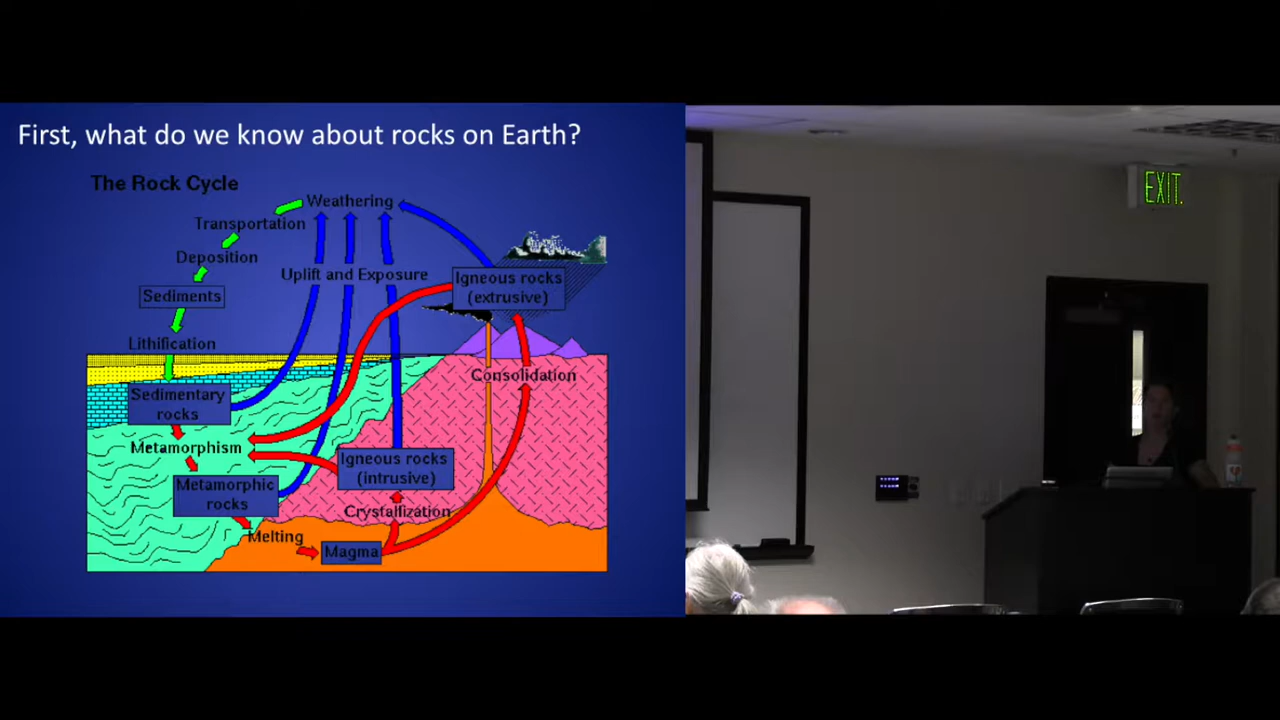 First, what do we know about rocks on Earth?
The Rock Cycle
Weathering
Transportation
Deposition
Uplift and Exposure
Sediments
Igneous rocks
(extrusive)
Lithification
Consolidation
Sedimentary
rocks
Metamorphism
Igneous rocks
(intrusive)
Metamorphic
rocks
Crystallization
Melting
Magma
EXIT